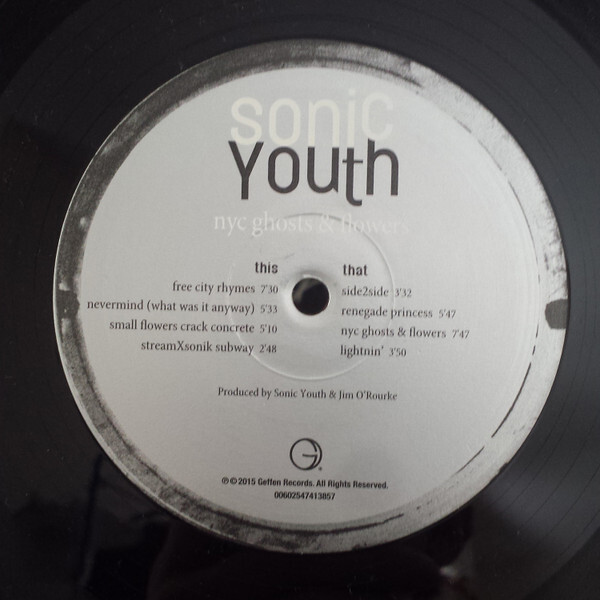 sonic
Youth
nyc ghosts & flowers
this
free city rhymes 7'30
nevermind (what was it anyway) 5'33
small flowers crack concrete 5'10
streamXsonik subway 2'48
that
side2side 3'32
renegade princess 5'47
nyc ghosts & flowers 7'47
lightnin' 3'50
Produced by Sonic Youth & Jim O'Rourke
G
℗ © 2015 Geffen Records. All Rights Reserved.
00602547413857